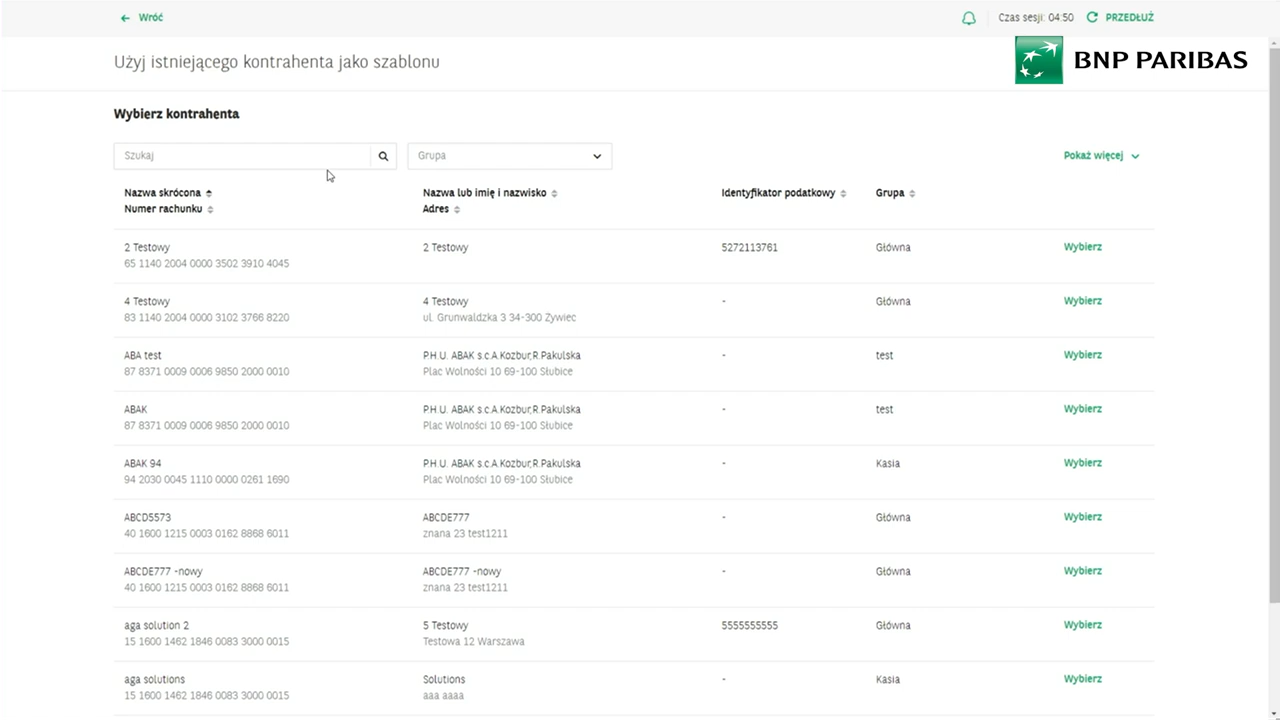 Wróć
Czas sesji: 04:50 PRZEDŁUŻ
Użyj istniejącego kontrahenta jako szablonu
BNP PARIBAS
Wybierz kontrahenta
Szukaj Grupa Pokaż więcej
Nazwa skrócona Nazwa lub imię i nazwisko Identyfikator podatkowy Grupa
Numer rachunku Adres
2 Testowy 2 Testowy 5272113761 Główna Wybierz
65 1140 2004 0000 3502 3910 4045
4 Testowy 4 Testowy - Główna Wybierz
83 1140 2004 0000 3102 3766 8220 ul. Grunwaldzka 3 34-300 Żywiec
ABA test P.H.U. ABAK s.c.A.Kozbur,R.Pakulska - test Wybierz
87 8371 0009 0006 9850 2000 0010 Plac Wolności 10 69-100 Słubice
ABAK P.H.U. ABAK s.c.A.Kozbur,R.Pakulska - test Wybierz
87 8371 0009 0006 9850 2000 0010 Plac Wolności 10 69-100 Słubice
ABAK 94 P.H.U. ABAK s.c.A.Kozbur,R.Pakulska - Kasia Wybierz
94 2030 0045 1110 0000 0261 1690 Plac Wolności 10 69-100 Słubice
ABCD5573 ABCDE777 - Główna Wybierz
40 1600 1215 0003 0162 8868 6011 znana 23 test1211
ABCDE777 -nowy ABCDE777 -nowy - Główna Wybierz
40 1600 1215 0003 0162 8868 6011 znana 23 test1211
aga solution 2 5 Testowy 5555555555 Główna Wybierz
15 1600 1462 1846 0083 3000 0015 Testowa 12 Warszawa
aga solutions Solutions - Kasia Wybierz
15 1600 1462 1846 0083 3000 0015 aaa aaaa